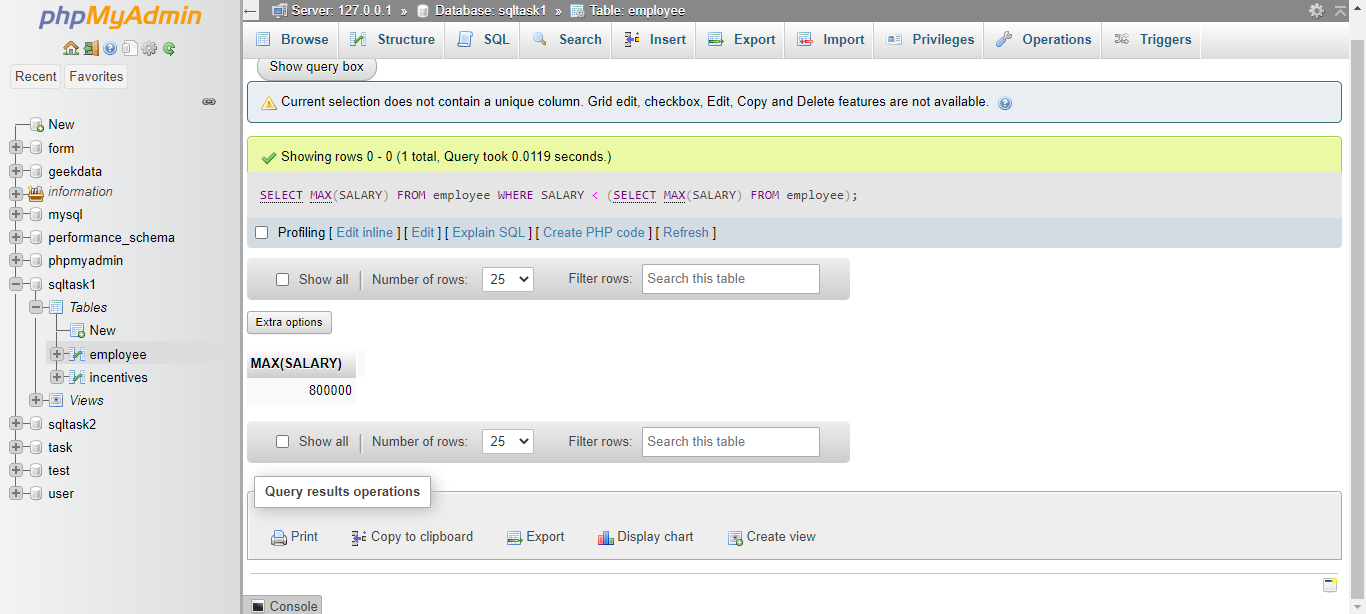 phpMyAdmin
Recent Favorites
New
form
geekdata
information
mysql
performance_schema
phpmyadmin
sqltask1
Tables
New
employee
incentives
Views
sqltask2
task
test
user
Server: 127.0.0.1 » Database: sqltask1 » Table: employee
Browse Structure SQL Search Insert Export Import Privileges Operations Triggers
Show query box
Current selection does not contain a unique column. Grid edit, checkbox, Edit, Copy and Delete features are not available.
Showing rows 0 - 0 (1 total, Query took 0.0119 seconds.)
SELECT MAX(SALARY) FROM employee WHERE SALARY < (SELECT MAX(SALARY) FROM employee);
Profiling [ Edit inline ] [ Edit ] [ Explain SQL ] [ Create PHP code ] [ Refresh ]
Show all | Number of rows: 25 Filter rows: Search this table
Extra options
MAX(SALARY)
800000
Show all | Number of rows: 25 Filter rows: Search this table
Query results operations
Print Copy to clipboard Export Display chart Create view
Console